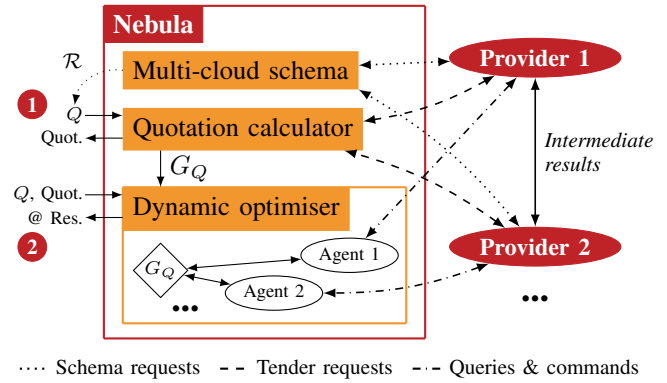 Nebula
ℛ
Multi-cloud schema
Provider 1
1
Q
Quotation calculator
Quot.
Intermediate
results
G_Q
Q, Quot.
Dynamic optimiser
@ Res.
2
Provider 2
Agent 1
G_Q
Agent 2
•••
•••
Schema requests
Tender requests
Queries & commands